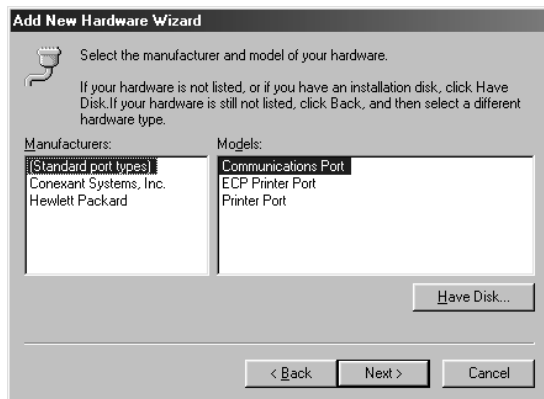 Add New Hardware Wizard
Select the manufacturer and model of your hardware.
If your hardware is not listed, or if you have an installation disk, click Have
Disk.If your hardware is still not listed, click Back, and then select a different
hardware type.
Manufacturers:
(Standard port types)
Conexant Systems, Inc.
Hewlett Packard
Models:
Communications Port
ECP Printer Port
Printer Port
Have Disk...
< Back
Next >
Cancel